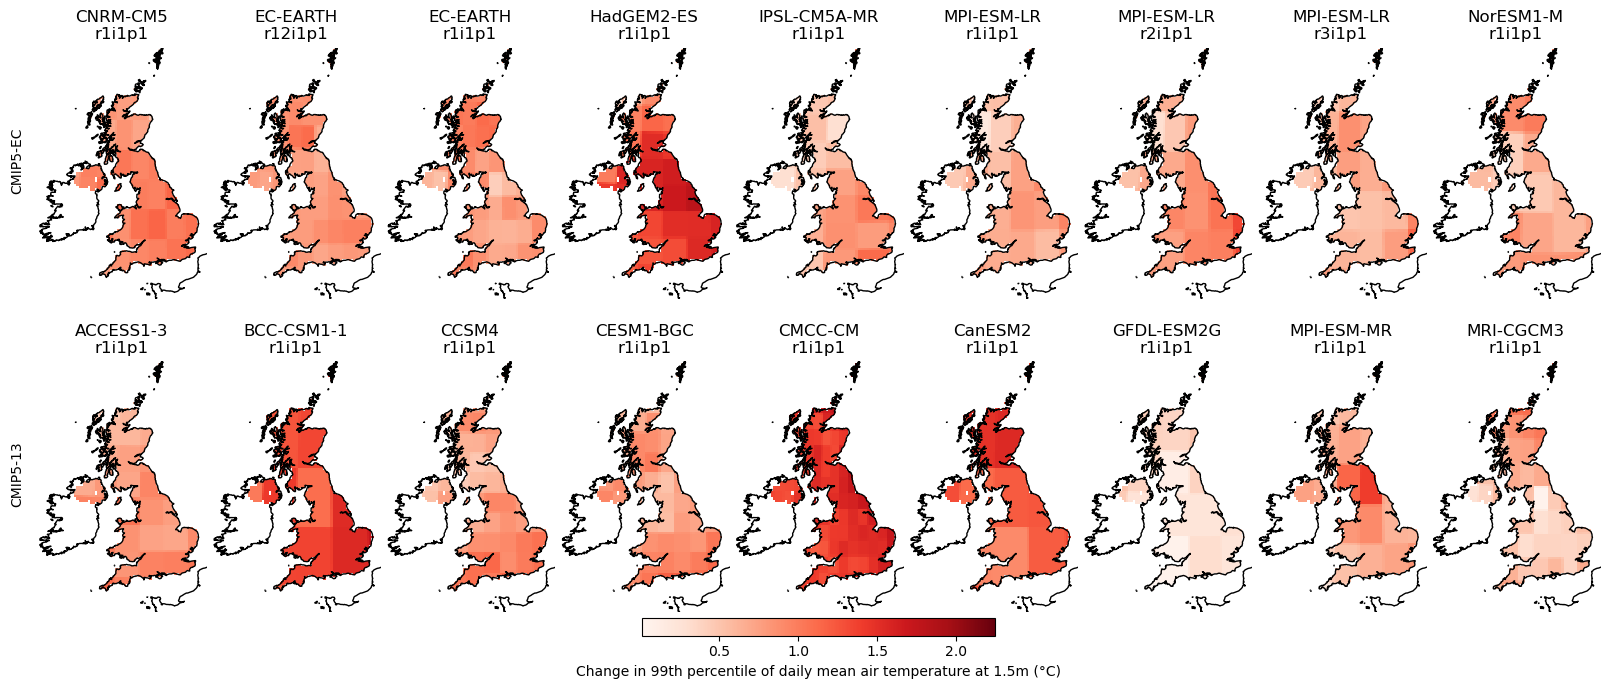 CNRM-CM5 EC-EARTH EC-EARTH HadGEM2-ES IPSL-CM5A-MR MPI-ESM-LR MPI-ESM-LR MPI-ESM-LR NorESM1-M
r1i1p1 r12i1p1 r1i1p1 r1i1p1 r1i1p1 r1i1p1 r2i1p1 r3i1p1 r1i1p1
CMIP5-EC
ACCESS1-3 BCC-CSM1-1 CCSM4 CESM1-BGC CMCC-CM CanESM2 GFDL-ESM2G MPI-ESM-MR MRI-CGCM3
r1i1p1 r1i1p1 r1i1p1 r1i1p1 r1i1p1 r1i1p1 r1i1p1 r1i1p1 r1i1p1
CMIP5-13
0.5 1.0 1.5 2.0
Change in 99th percentile of daily mean air temperature at 1.5m (°C)